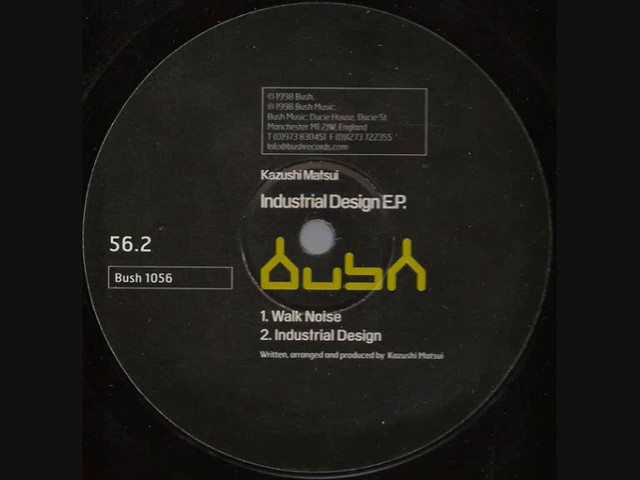 © 1998 Bush.
℗ 1998 Bush Music.
Bush Music: Ducie House, Ducie St
Manchester M1 2JW, England
T (0)973 830451 F (0)1273 722355
Info@bushrecords.com
Kazushi Matsui
Industrial Design E.P.
56.2
Bush 1056
bush
1. Walk Noise
2. Industrial Design
Written, arranged and produced by Kazushi Matsui